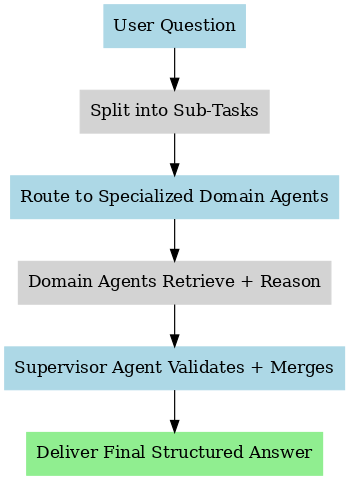 User Question
Split into Sub-Tasks
Route to Specialized Domain Agents
Domain Agents Retrieve + Reason
Supervisor Agent Validates + Merges
Deliver Final Structured Answer